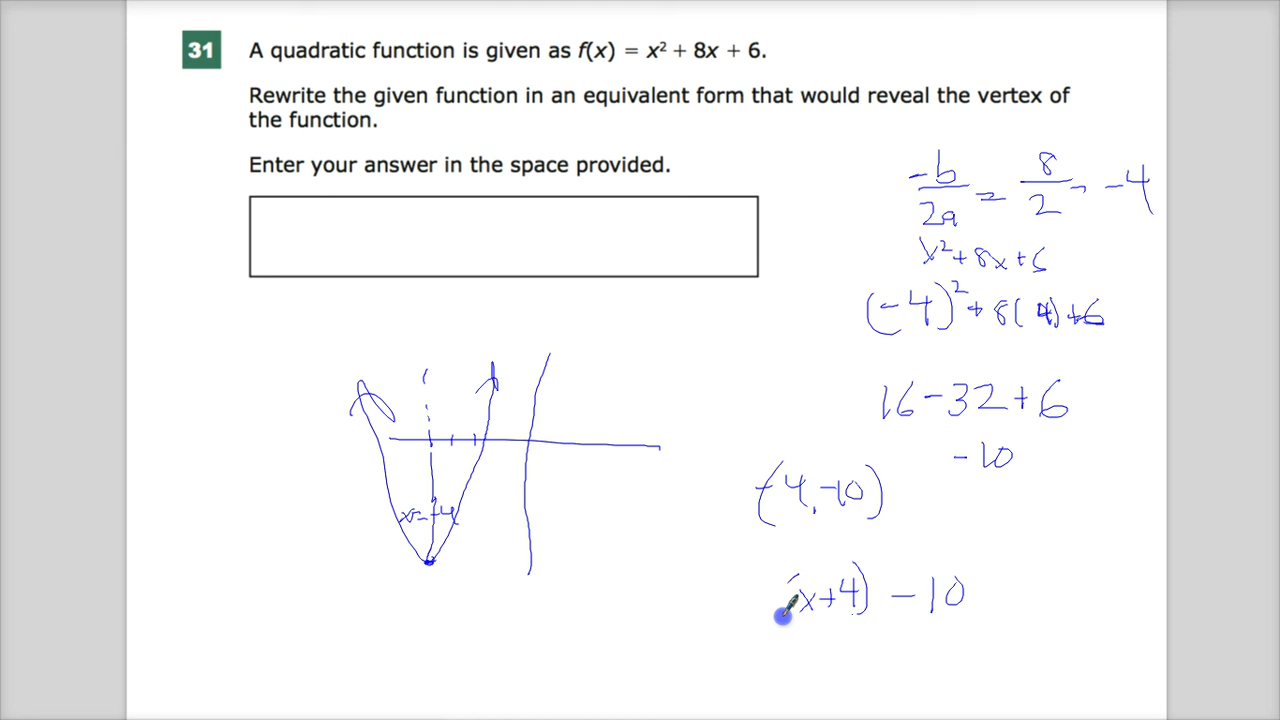 31 A quadratic function is given as f(x) = x² + 8x + 6.
Rewrite the given function in an equivalent form that would reveal the vertex of
the function.
Enter your answer in the space provided.
-b/2a = 8/2 = -4
x²+8x+6
(-4)²+8(4)+6
16-32+6
-10
(-4,-10)
x=-4
(x+4) -10